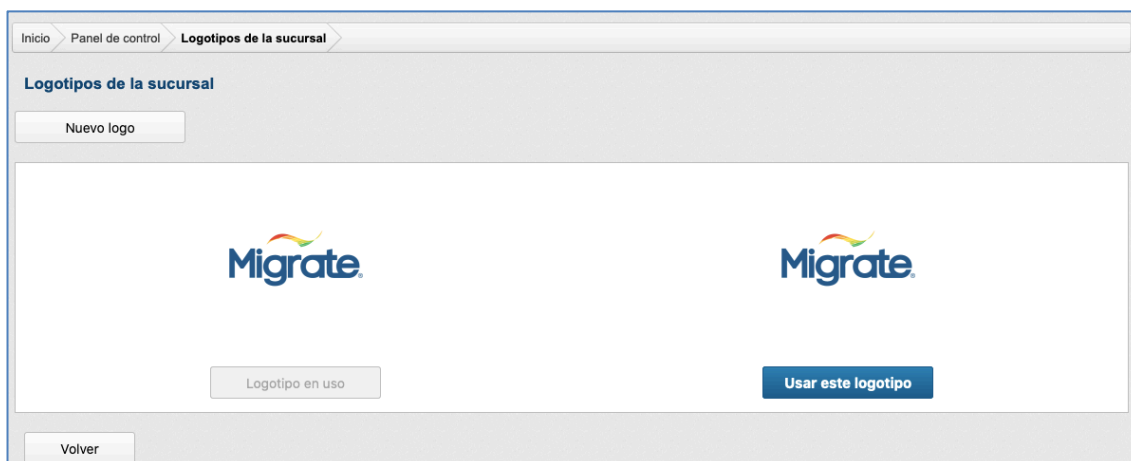 Inicio Panel de control Logotipos de la sucursal
Logotipos de la sucursal
Nuevo logo
Migrate® Migrate®
Logotipo en uso Usar este logotipo
Volver